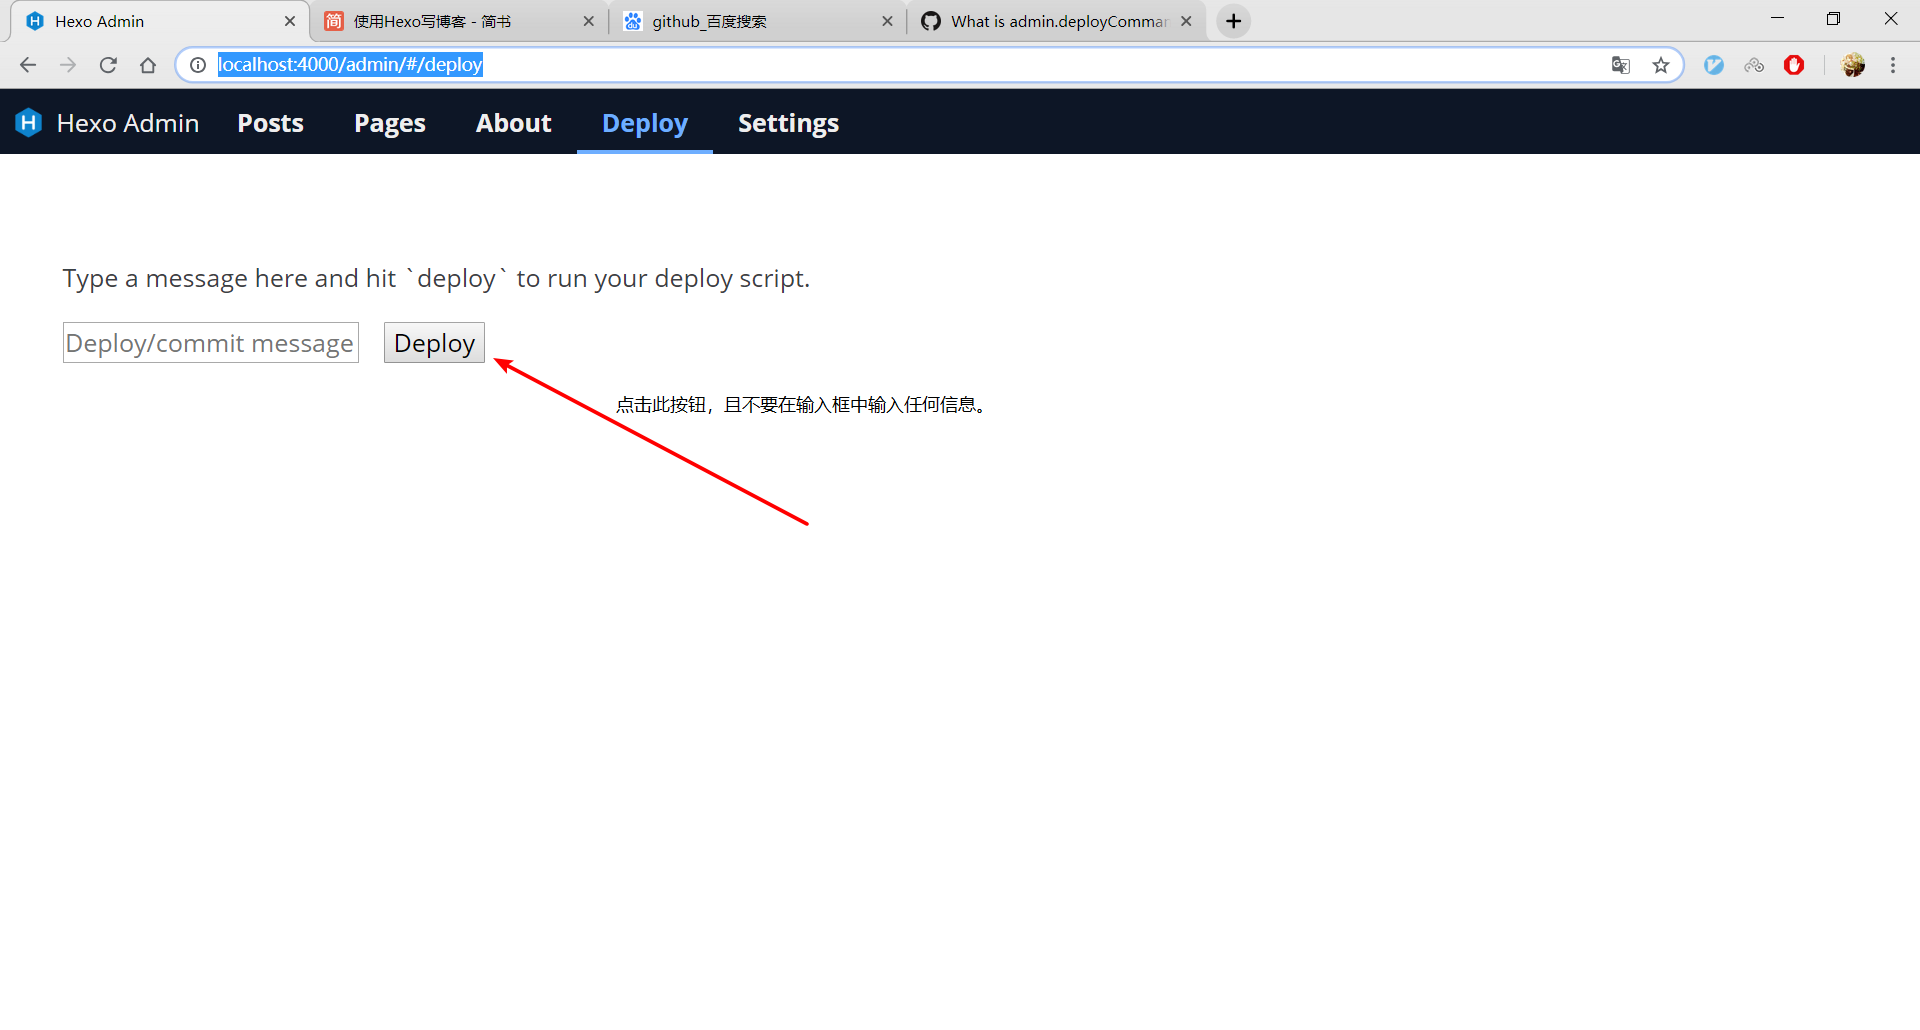 Hexo Admin
使用Hexo写博客 - 简书
github_百度搜索
What is admin.deployComman
localhost:4000/admin/#/deploy
Hexo Admin
Posts
Pages
About
Deploy
Settings
Type a message here and hit `deploy` to run your deploy script.
Deploy/commit message
Deploy
点击此按钮，且不要在输入框中输入任何信息。